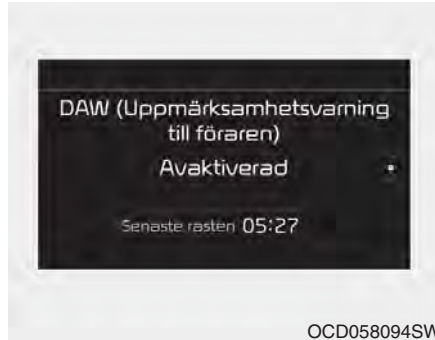 DAW (Uppmärksamhetsvarning
till föraren)
Avaktiverad
Senaste rasten 05:27
OCD058094SW